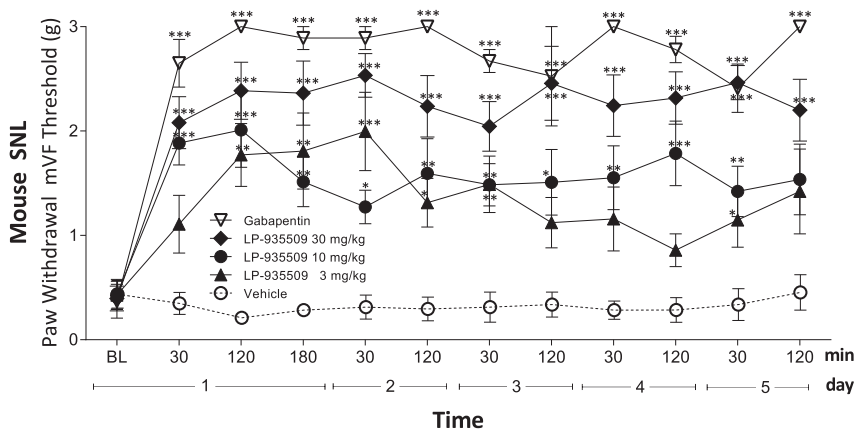 Mouse SNL
Paw Withdrawal mVF Threshold (g)
3
2
1
0
*** *** *** *** *** *** *** *** *** *** ***
*** *** *** *** *** *** *** *** ***
*** *** ** ** *** *** ** * ** * ** *** ** ** ** * *
Gabapentin
LP-935509 30 mg/kg
LP-935509 10 mg/kg
LP-935509 3 mg/kg
Vehicle
BL 30 120 180 30 120 30 120 30 120 30 120 min
1 2 3 4 5 day
Time